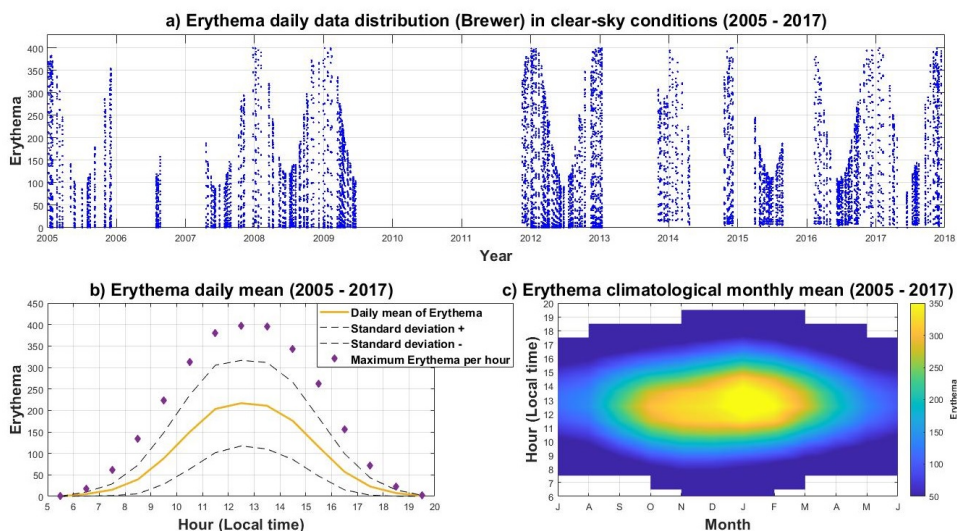 a) Erythema daily data distribution (Brewer) in clear-sky conditions (2005 - 2017)
Erythema
400
350
300
250
200
150
100
50
0
2005 2006 2007 2008 2009 2010 2011 2012 2013 2014 2015 2016 2017 2018
Year
b) Erythema daily mean (2005 - 2017)
Erythema
450
400
350
300
250
200
150
100
50
0
5 6 7 8 9 10 11 12 13 14 15 16 17 18 19 20
Hour (Local time)
Daily mean of Erythema
Standard deviation +
Standard deviation -
Maximum Erythema per hour
c) Erythema climatological monthly mean (2005 - 2017)
Hour (Local time)
20
19
18
17
16
15
14
13
12
11
10
9
8
7
6
J A S O N D J F M A M J
Month
350
300
250
200
150
100
50
Erythema